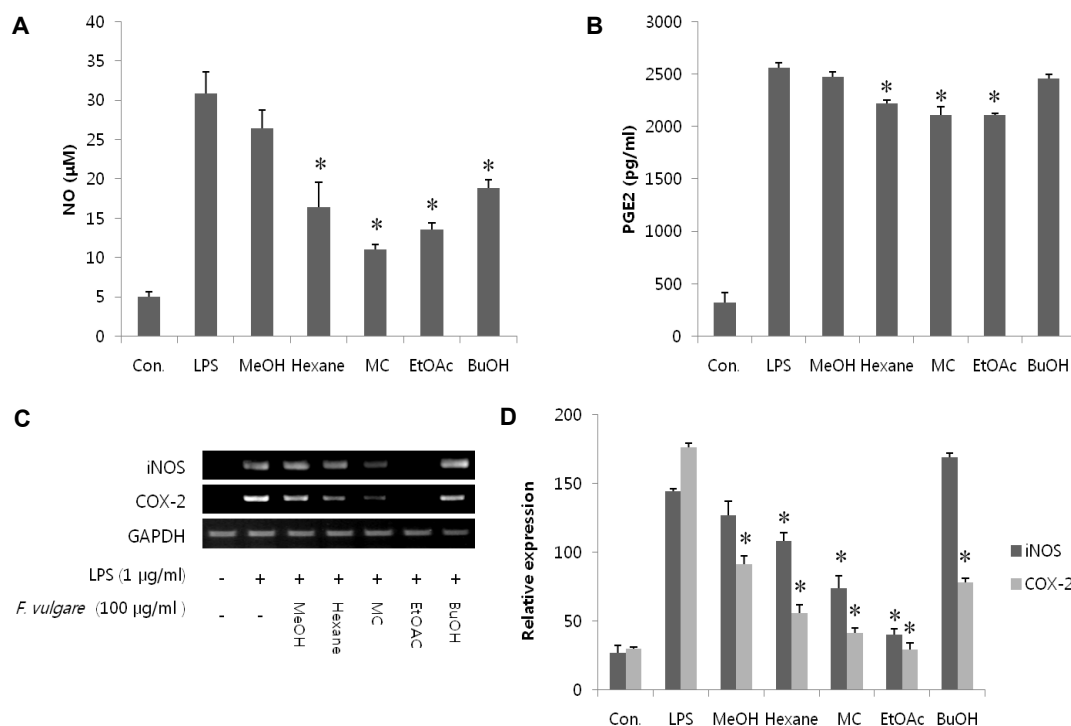 A
40
35
30
25
20
15
10
5
0
NO (µM)
*
*
*
*
Con. LPS MeOH Hexane MC EtOAc BuOH
B
3000
2500
2000
1500
1000
500
0
PGE2 (pg/ml)
*
*
*
Con. LPS MeOH Hexane MC EtOAc BuOH
C
iNOS
COX-2
GAPDH
LPS (1 µg/ml) - + + + + + +
F. vulgare (100 µg/ml) - - MeOH Hexane MC EtOAC BuOH
D
200
150
100
50
0
Relative expression
*
*
*
*
*
*
*
*
iNOS
COX-2
Con. LPS MeOH Hexane MC EtOAc BuOH